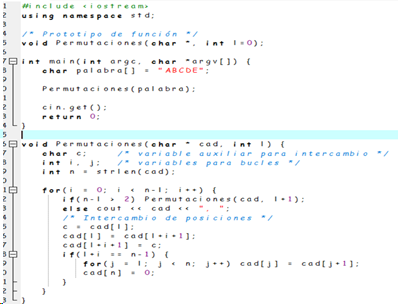 #include <iostream>
using namespace std;
/* Prototipo de función */
void Permutaciones(char *, int l=0);
int main(int argc, char *argv[]) {
char palabra[] = "ABCDE";
Permutaciones(palabra);
cin.get();
return 0;
}
void Permutaciones(char * cad, int l) {
char c; /* variable auxiliar para intercambio */
int i, j; /* variables para bucles */
int n = strlen(cad);
for(i = 0; i < n-l; i++) {
if(n-l > 2) Permutaciones(cad, l+1);
else cout << cad << ", ";
/* Intercambio de posiciones */
c = cad[l];
cad[l] = cad[l+i+1];
cad[l+i+1] = c;
if(l+i == n-1) {
for(j = l; j < n; j++) cad[j] = cad[j+1];
cad[n] = 0;
}
}
}